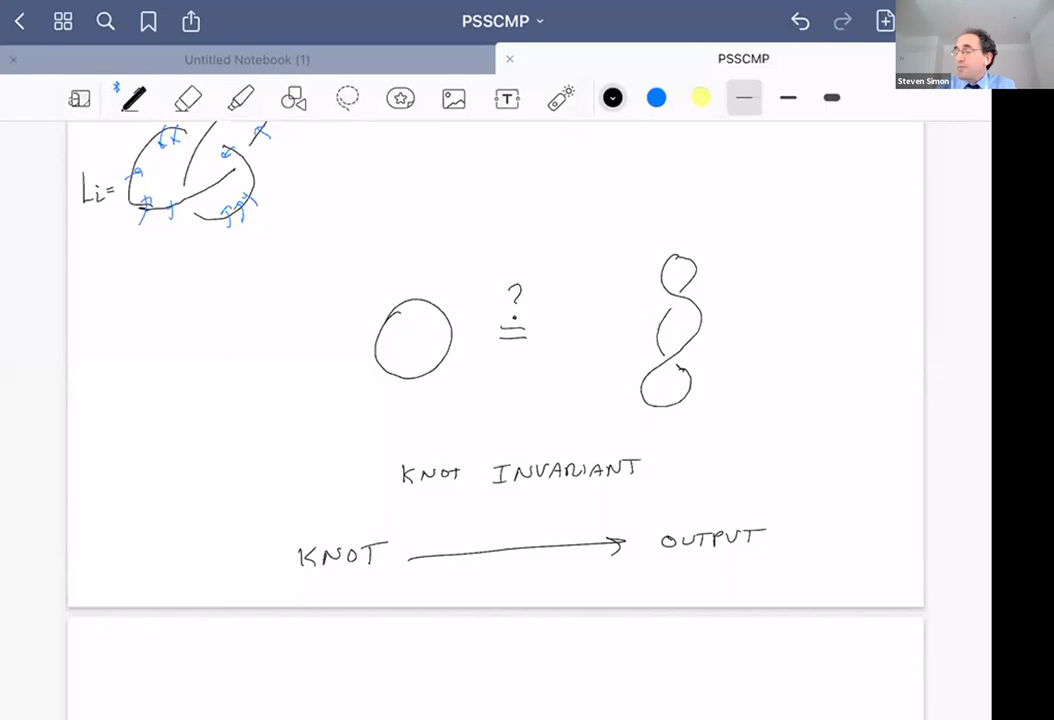 PSSCMP
Untitled Notebook (1)
PSSCMP
Steven Simon
T
Li=
? =
KNOT INVARIANT
KNOT OUTPUT